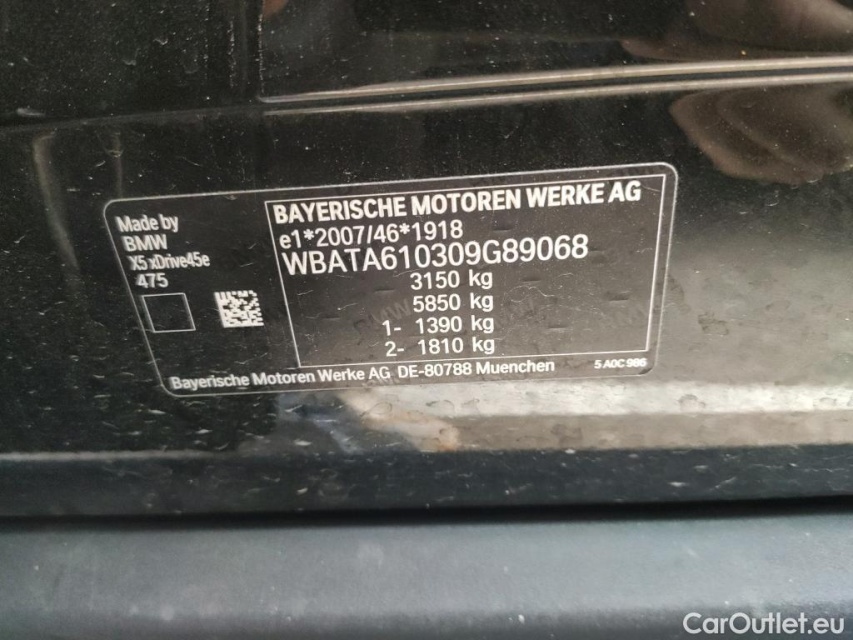 Made by
BMW
X5 xDrive45e
475
BAYERISCHE MOTOREN WERKE AG
e1*2007/46*1918
WBATA610309G89068
3150 kg
5850 kg
1- 1390 kg
2- 1810 kg
Bayerische Motoren Werke AG DE-80788 Muenchen
5 A0C 986
CarOutlet.eu